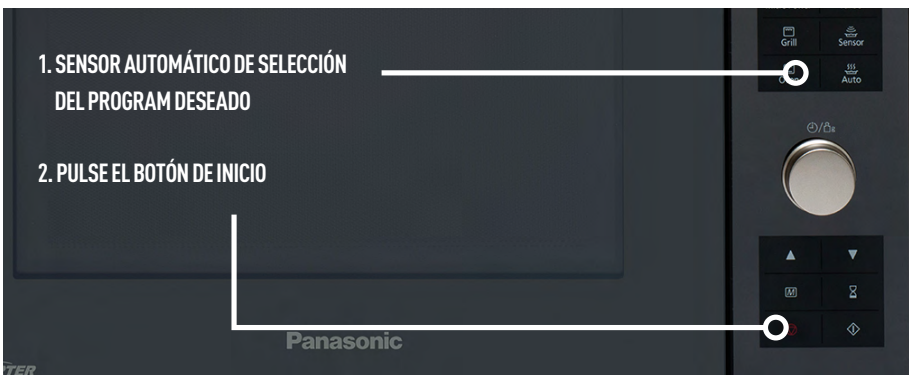 Grill
Sensor
1. SENSOR AUTOMÁTICO DE SELECCIÓN
DEL PROGRAM DESEADO
Auto
2. PULSE EL BOTÓN DE INICIO
Panasonic